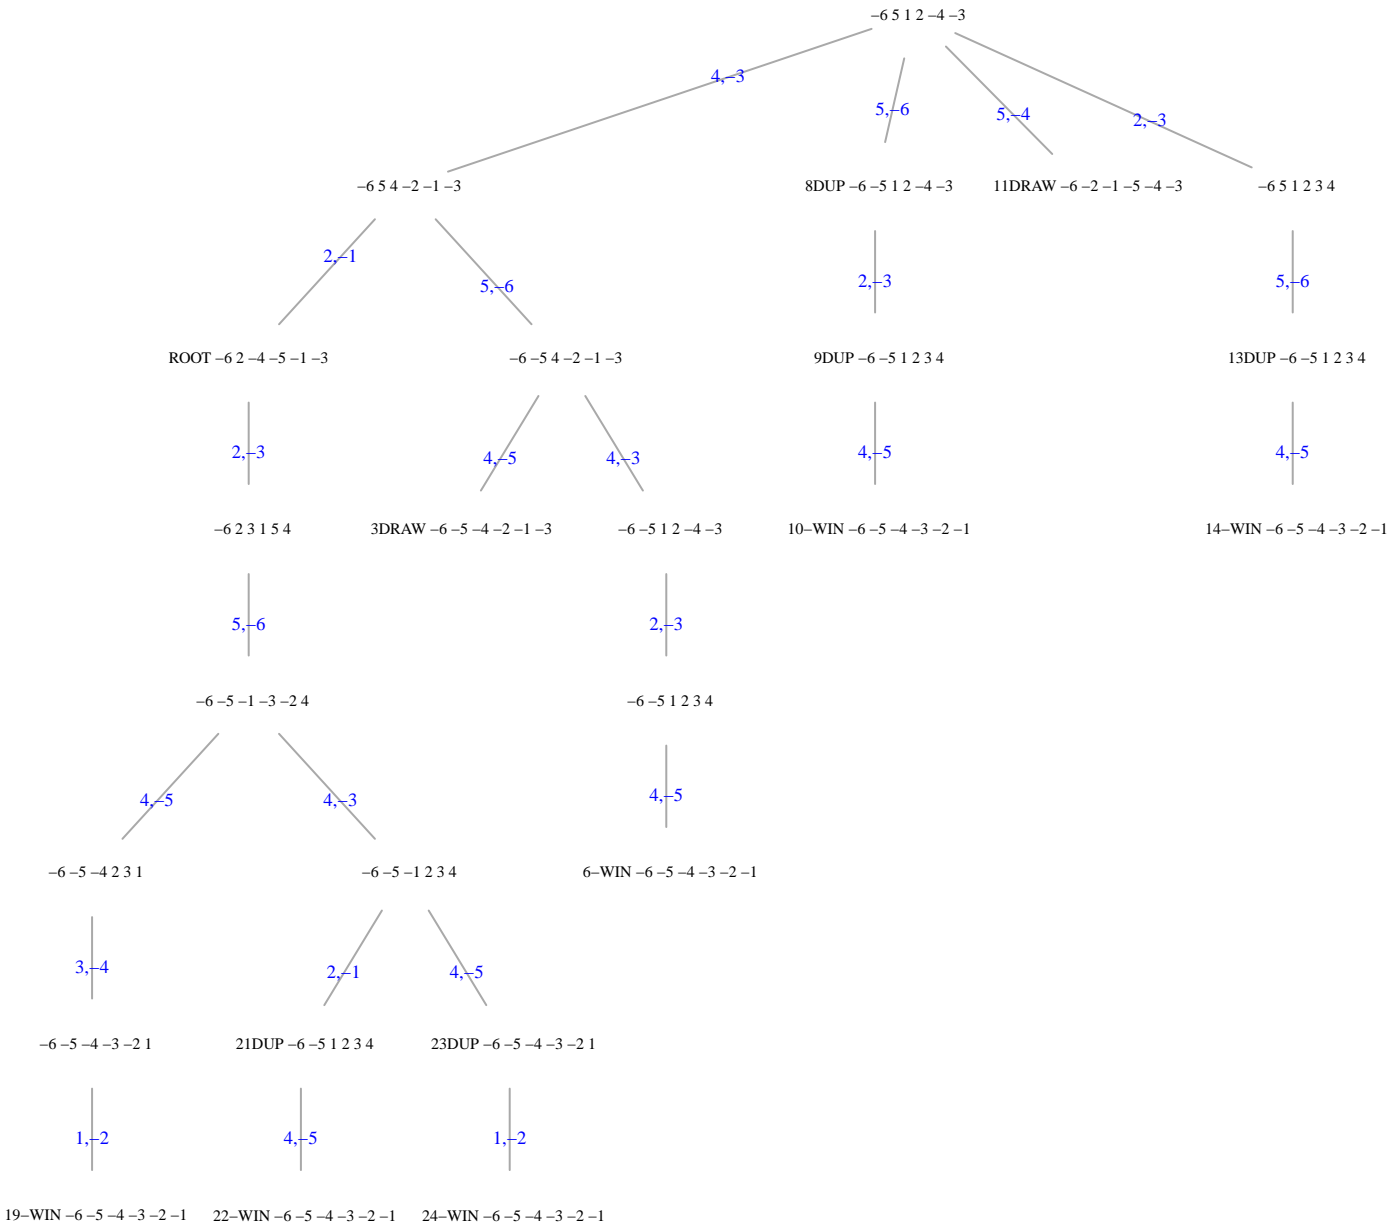 –6 5 1 2 –4 –3
4,–3
5,–6
5,–4
2,–3
–6 5 4 –2 –1 –3
8DUP –6 –5 1 2 –4 –3
11DRAW –6 –2 –1 –5 –4 –3
–6 5 1 2 3 4
2,–1
5,–6
2,–3
5,–6
ROOT –6 2 –4 –5 –1 –3
–6 –5 4 –2 –1 –3
9DUP –6 –5 1 2 3 4
13DUP –6 –5 1 2 3 4
2,–3
4,–5
4,–3
4,–5
4,–5
–6 2 3 1 5 4
3DRAW –6 –5 –4 –2 –1 –3
–6 –5 1 2 –4 –3
10–WIN –6 –5 –4 –3 –2 –1
14–WIN –6 –5 –4 –3 –2 –1
5,–6
2,–3
–6 –5 –1 –3 –2 4
–6 –5 1 2 3 4
4,–5
4,–3
4,–5
–6 –5 –4 2 3 1
–6 –5 –1 2 3 4
6–WIN –6 –5 –4 –3 –2 –1
3,–4
2,–1
4,–5
–6 –5 –4 –3 –2 1
21DUP –6 –5 1 2 3 4
23DUP –6 –5 –4 –3 –2 1
1,–2
4,–5
1,–2
19–WIN –6 –5 –4 –3 –2 –1
22–WIN –6 –5 –4 –3 –2 –1
24–WIN –6 –5 –4 –3 –2 –1